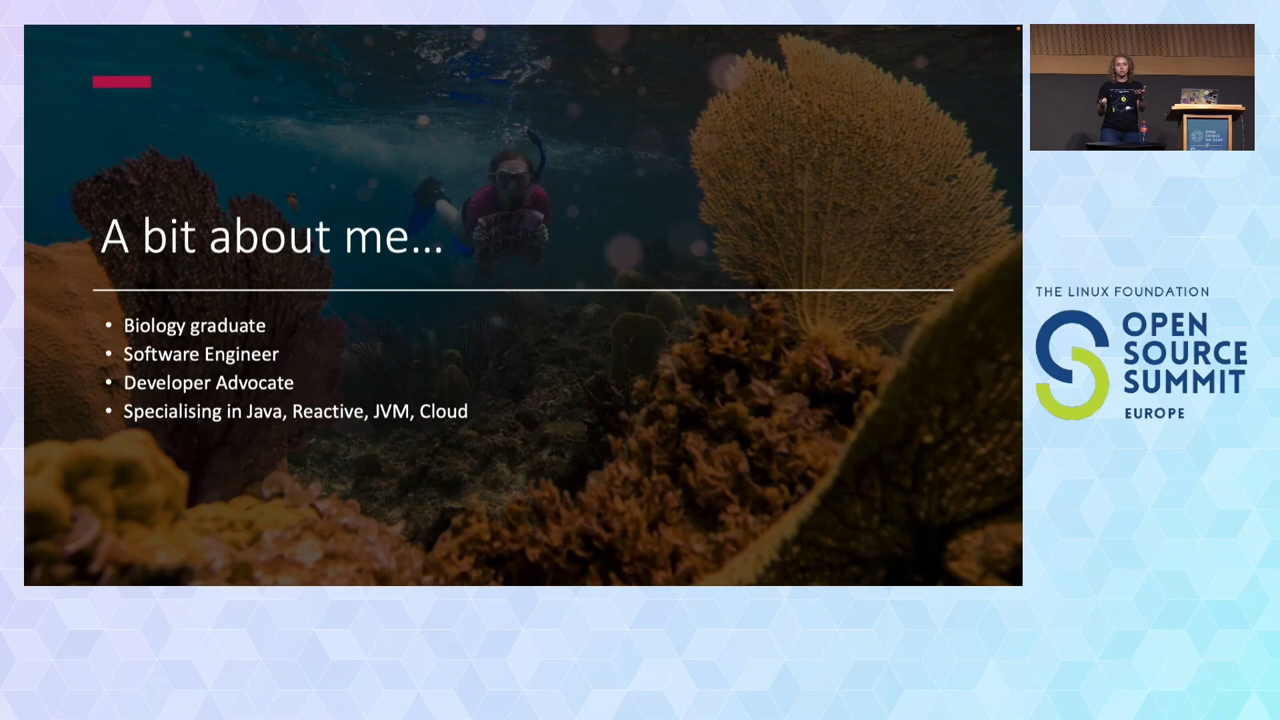 A bit about me...
• Biology graduate
• Software Engineer
• Developer Advocate
• Specialising in Java, Reactive, JVM, Cloud
THE LINUX FOUNDATION
OPEN
SOURCE
SUMMIT
EUROPE